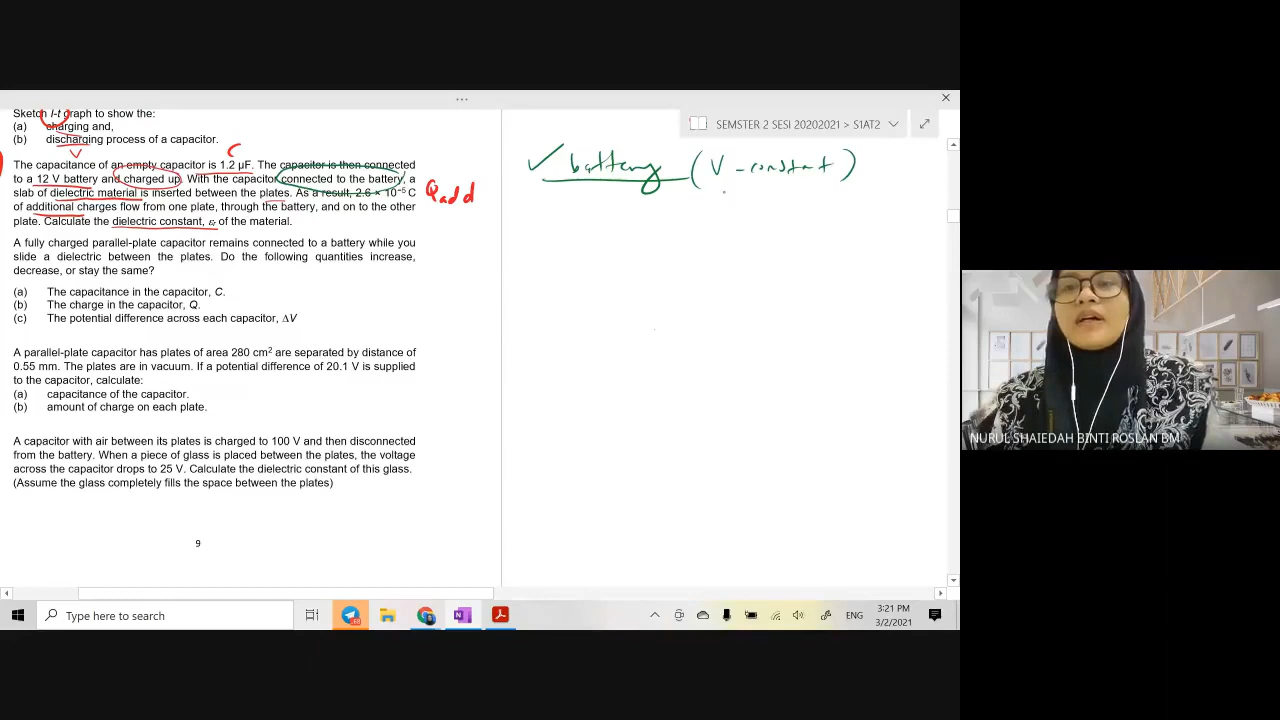 Sketch I-t graph to show the:
(a) charging and,
(b) discharging process of a capacitor.
V
C
The capacitance of an empty capacitor is 1.2 μF. The capacitor is then connected
to a 12 V battery and charged up. With the capacitor connected to the battery, a
slab of dielectric material is inserted between the plates. As a result, 2.6 × 10⁻⁵ C
of additional charges flow from one plate, through the battery, and on to the other
plate. Calculate the dielectric constant, εr of the material.
Qadd
A fully charged parallel-plate capacitor remains connected to a battery while you
slide a dielectric between the plates. Do the following quantities increase,
decrease, or stay the same?
(a) The capacitance in the capacitor, C.
(b) The charge in the capacitor, Q.
(c) The potential difference across each capacitor, ΔV
A parallel-plate capacitor has plates of area 280 cm² are separated by distance of
0.55 mm. The plates are in vacuum. If a potential difference of 20.1 V is supplied
to the capacitor, calculate:
(a) capacitance of the capacitor.
(b) amount of charge on each plate.
A capacitor with air between its plates is charged to 100 V and then disconnected
from the battery. When a piece of glass is placed between the plates, the voltage
across the capacitor drops to 25 V. Calculate the dielectric constant of this glass.
(Assume the glass completely fills the space between the plates)
9
SEMSTER 2 SESI 20202021 > S1AT2
✓ battery (V - constant)
NURUL SHAIEDAH BINTI ROSLAN BM
Type here to search
68
ENG
3:21 PM
3/2/2021